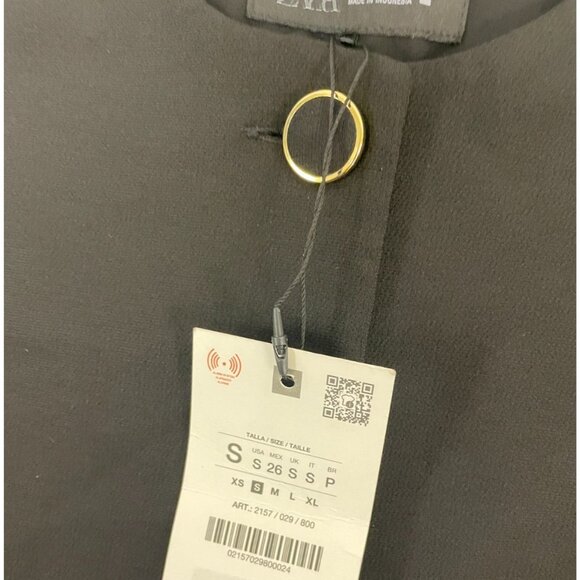 ZARA
MADE IN INDONESIA
TALLA / SIZE / TAILLE
S USA MEX UK IT BR
S 26 S S P
XS S M L XL
ART.: 2157 / 029 / 800
02157029800024